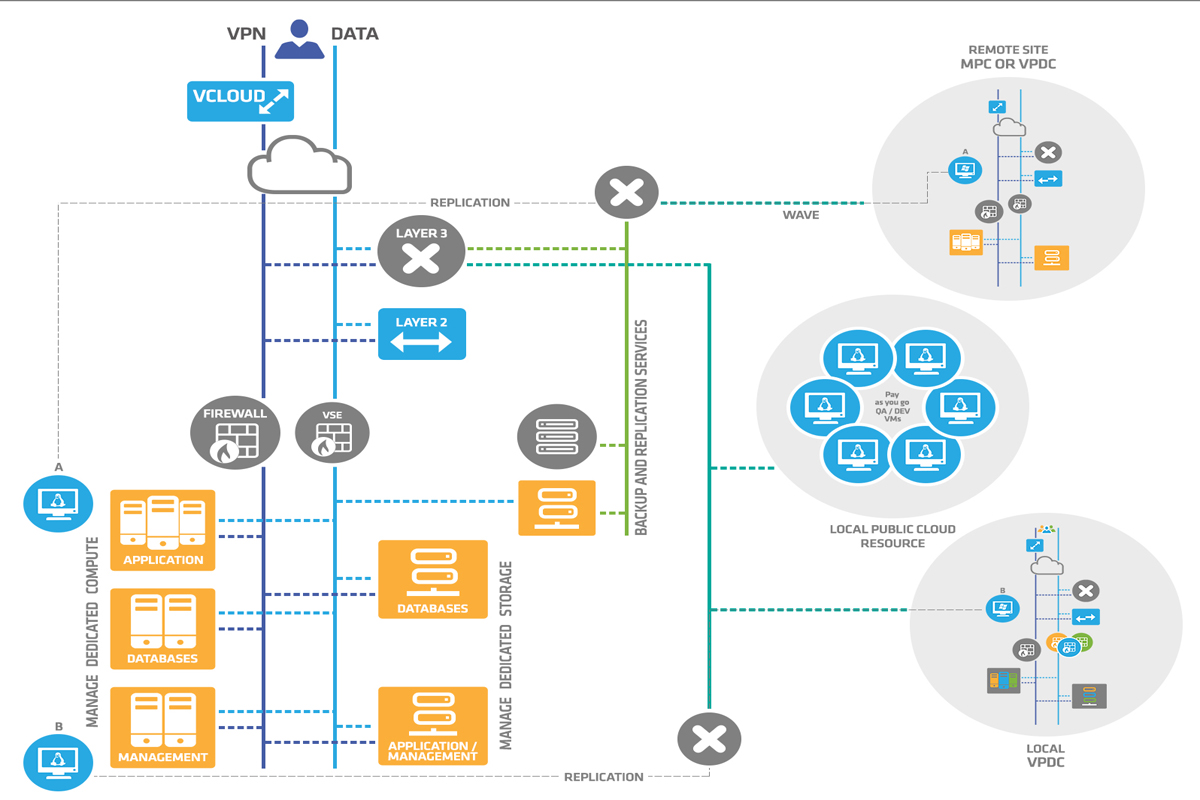 VPN
DATA
VCLOUD
REMOTE SITE
MPC OR VPDC
A
REPLICATION
WAVE
LAYER 3
LAYER 2
BACKUP AND REPLICATION SERVICES
FIREWALL
VSE
Pay
as you go
QA / DEV
VMs
LOCAL PUBLIC CLOUD
RESOURCE
A
MANAGE DEDICATED COMPUTE
APPLICATION
DATABASES
MANAGEMENT
DATABASES
APPLICATION /
MANAGEMENT
MANAGE DEDICATED STORAGE
B
B
REPLICATION
LOCAL
VPDC